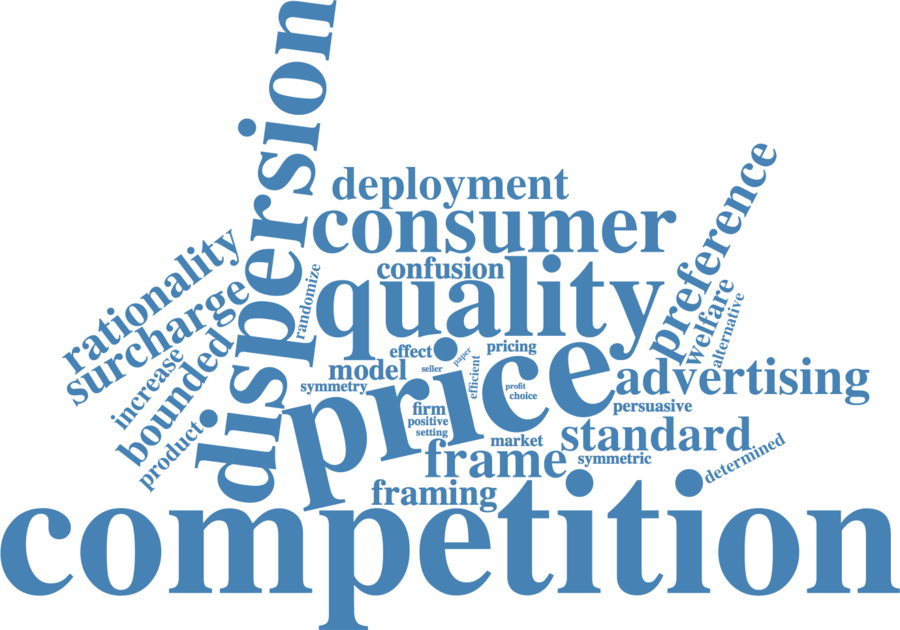 dispersion
deployment
consumer
preference
rationality
confusion
surcharge
randomize
quality
welfare
alternative
bounded
increase
effect
paper
pricing
model
seller
efficient
price
advertising
symmetry
profit
choice
product
firm
persuasive
positive
setting
market
standard
frame
symmetric
determined
framing
competition